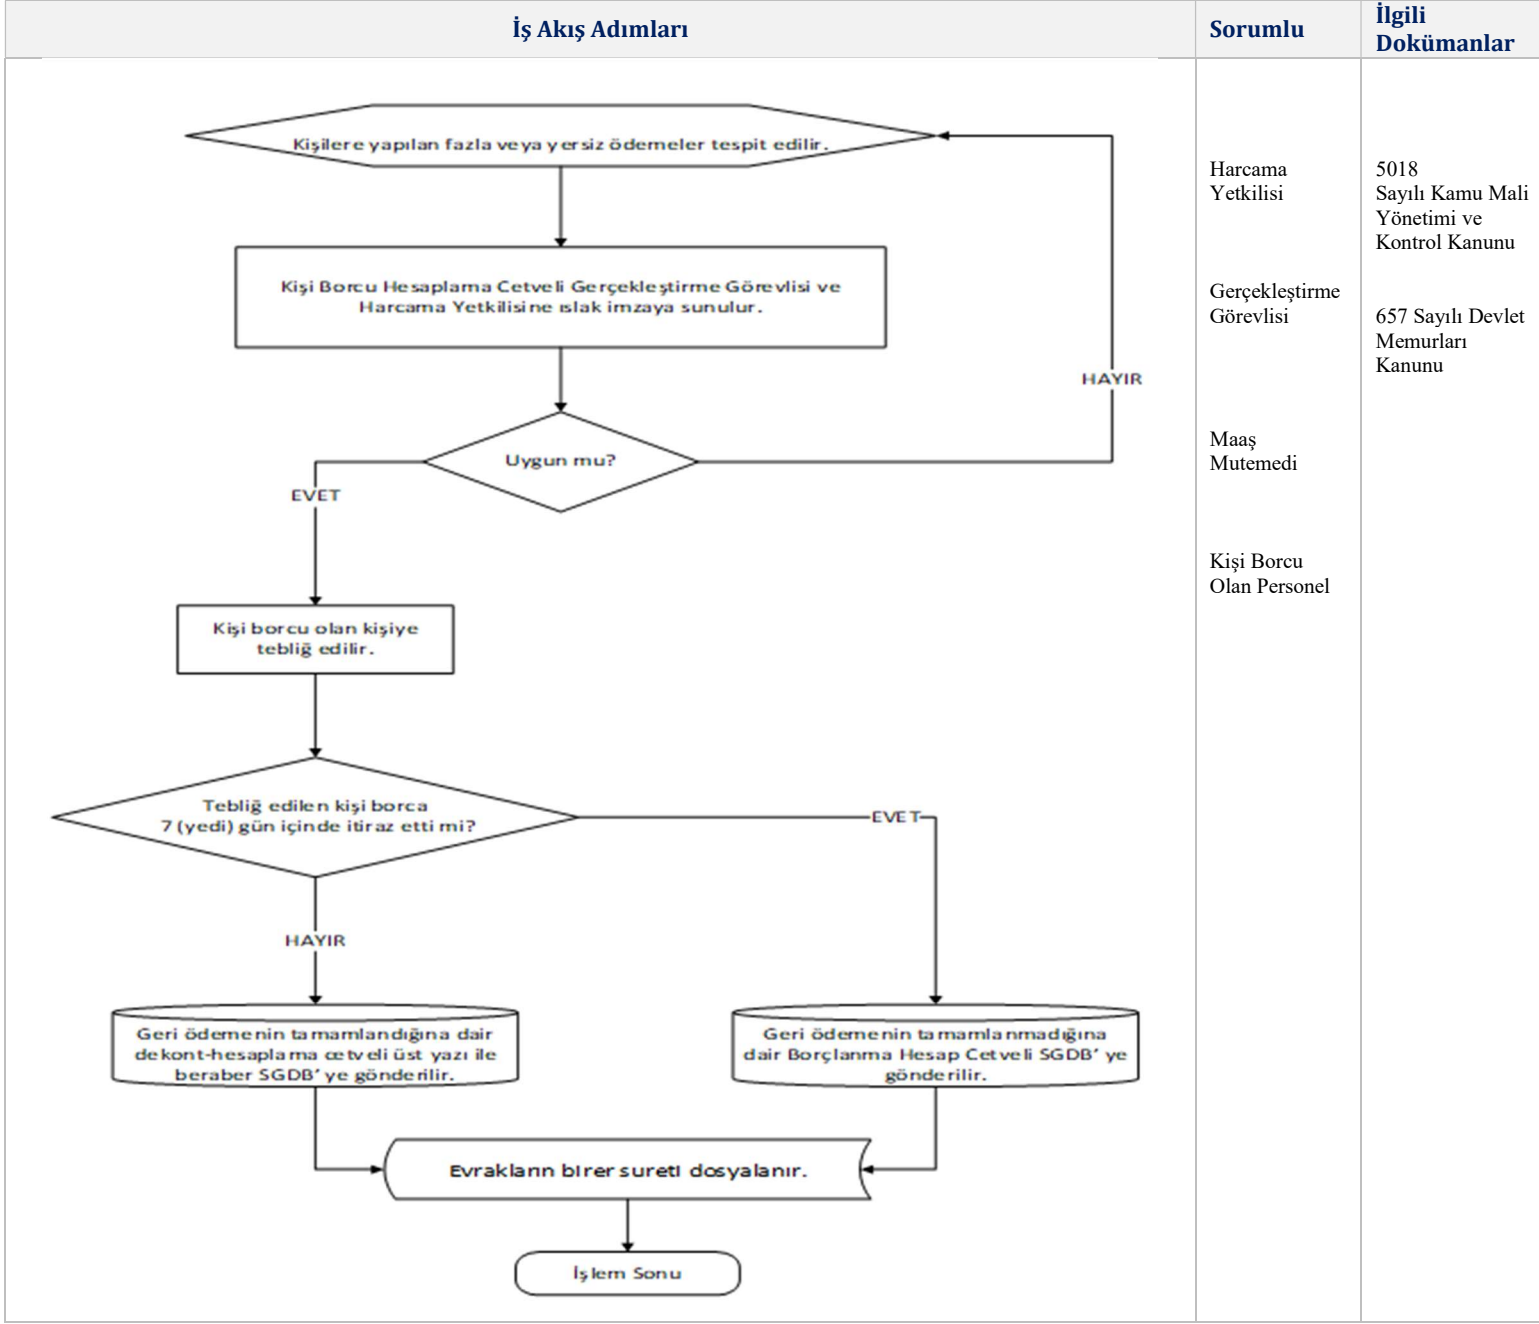 İş Akış Adımları
Sorumlu
İlgili
Dokümanlar
Kişilere yapılan fazla veya yersiz ödemeler tespit edilir.
Kişi Borcu Hesaplama Cetveli Gerçekleştirme Görevlisi ve
Harcama Yetkilisine ıslak imzaya sunulur.
Uygun mu?
HAYIR
EVET
Kişi borcu olan kişiye
tebliğ edilir.
Tebliğ edilen kişi borca
7 (yedi) gün içinde itiraz etti mi?
EVET
HAYIR
Geri ödemenin tamamlandığına dair
dekont-hesaplama cetveli üst yazı ile
beraber SGDB’ ye gönderilir.
Geri ödemenin tamamlanmadığına
dair Borçlanma Hesap Cetveli SGDB’ ye
gönderilir.
Evrakların birer sureti dosyalanır.
İşlem Sonu
Harcama
Yetkilisi
Gerçekleştirme
Görevlisi
Maaş
Mutemedi
Kişi Borcu
Olan Personel
5018
Sayılı Kamu Mali
Yönetimi ve
Kontrol Kanunu
657 Sayılı Devlet
Memurları
Kanunu